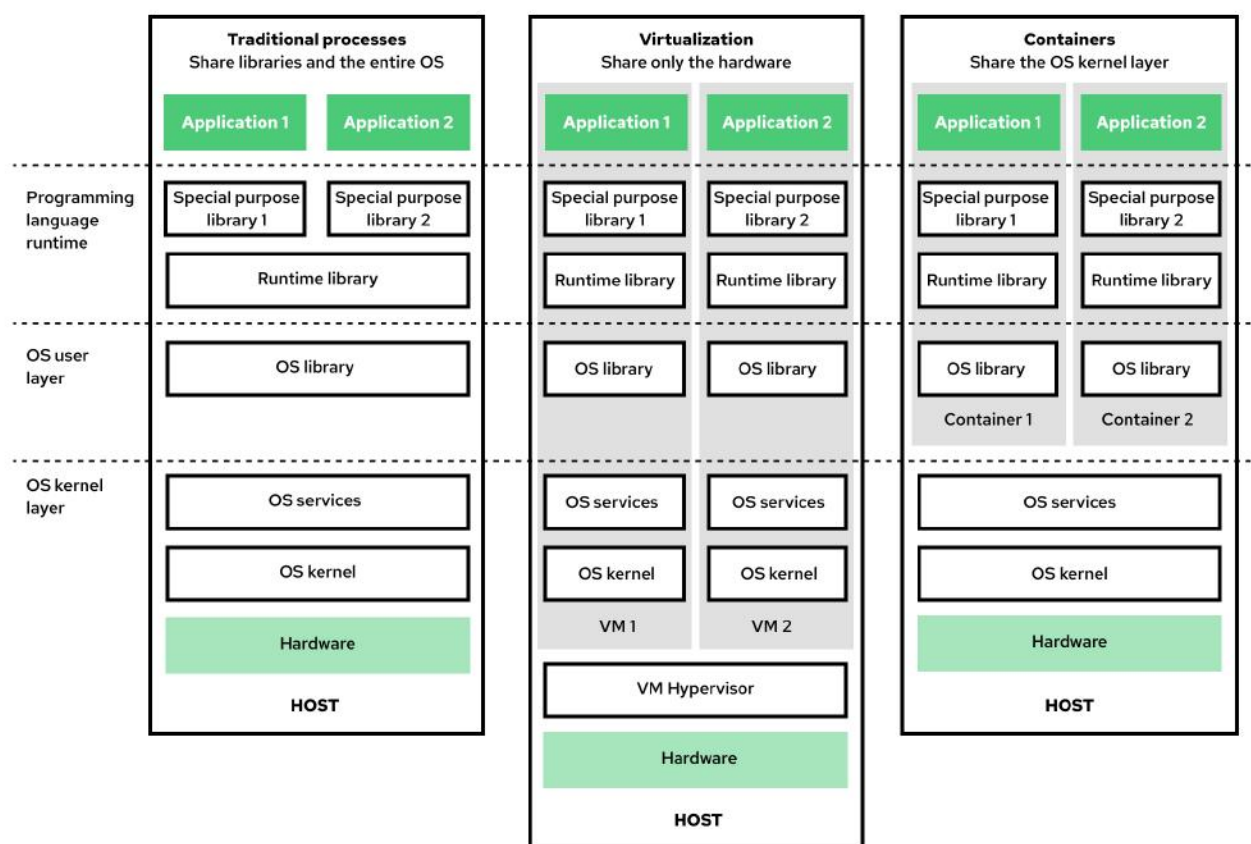 Traditional processes
Share libraries and the entire OS
Application 1
Application 2
Special purpose
library 1
Special purpose
library 2
Runtime library
OS library
OS services
OS kernel
Hardware
HOST
Virtualization
Share only the hardware
Application 1
Application 2
Special purpose
library 1
Special purpose
library 2
Runtime library
Runtime library
OS library
OS library
OS services
OS services
OS kernel
OS kernel
VM 1
VM 2
VM Hypervisor
Hardware
HOST
Containers
Share the OS kernel layer
Application 1
Application 2
Special purpose
library 1
Special purpose
library 2
Runtime library
Runtime library
OS library
OS library
Container 1
Container 2
OS services
OS kernel
Hardware
HOST
Programming
language
runtime
OS user
layer
OS kernel
layer